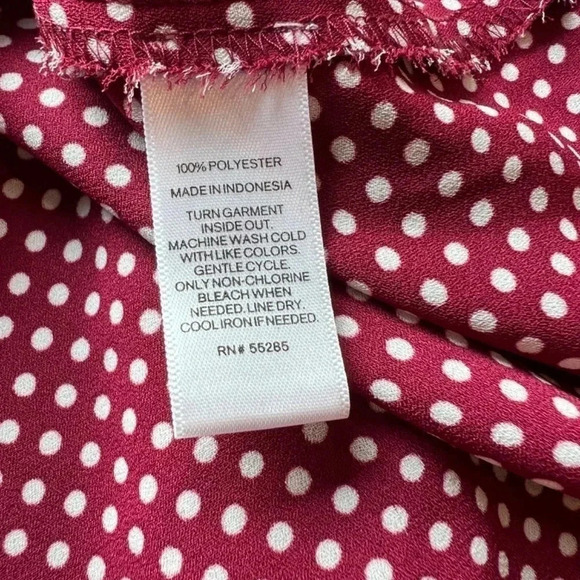 100% POLYESTER
MADE IN INDONESIA
TURN GARMENT
INSIDE OUT.
MACHINE WASH COLD
WITH LIKE COLORS.
GENTLE CYCLE.
ONLY NON-CHLORINE
BLEACH WHEN
NEEDED. LINE DRY.
COOL IRON IF NEEDED.
RN# 55285